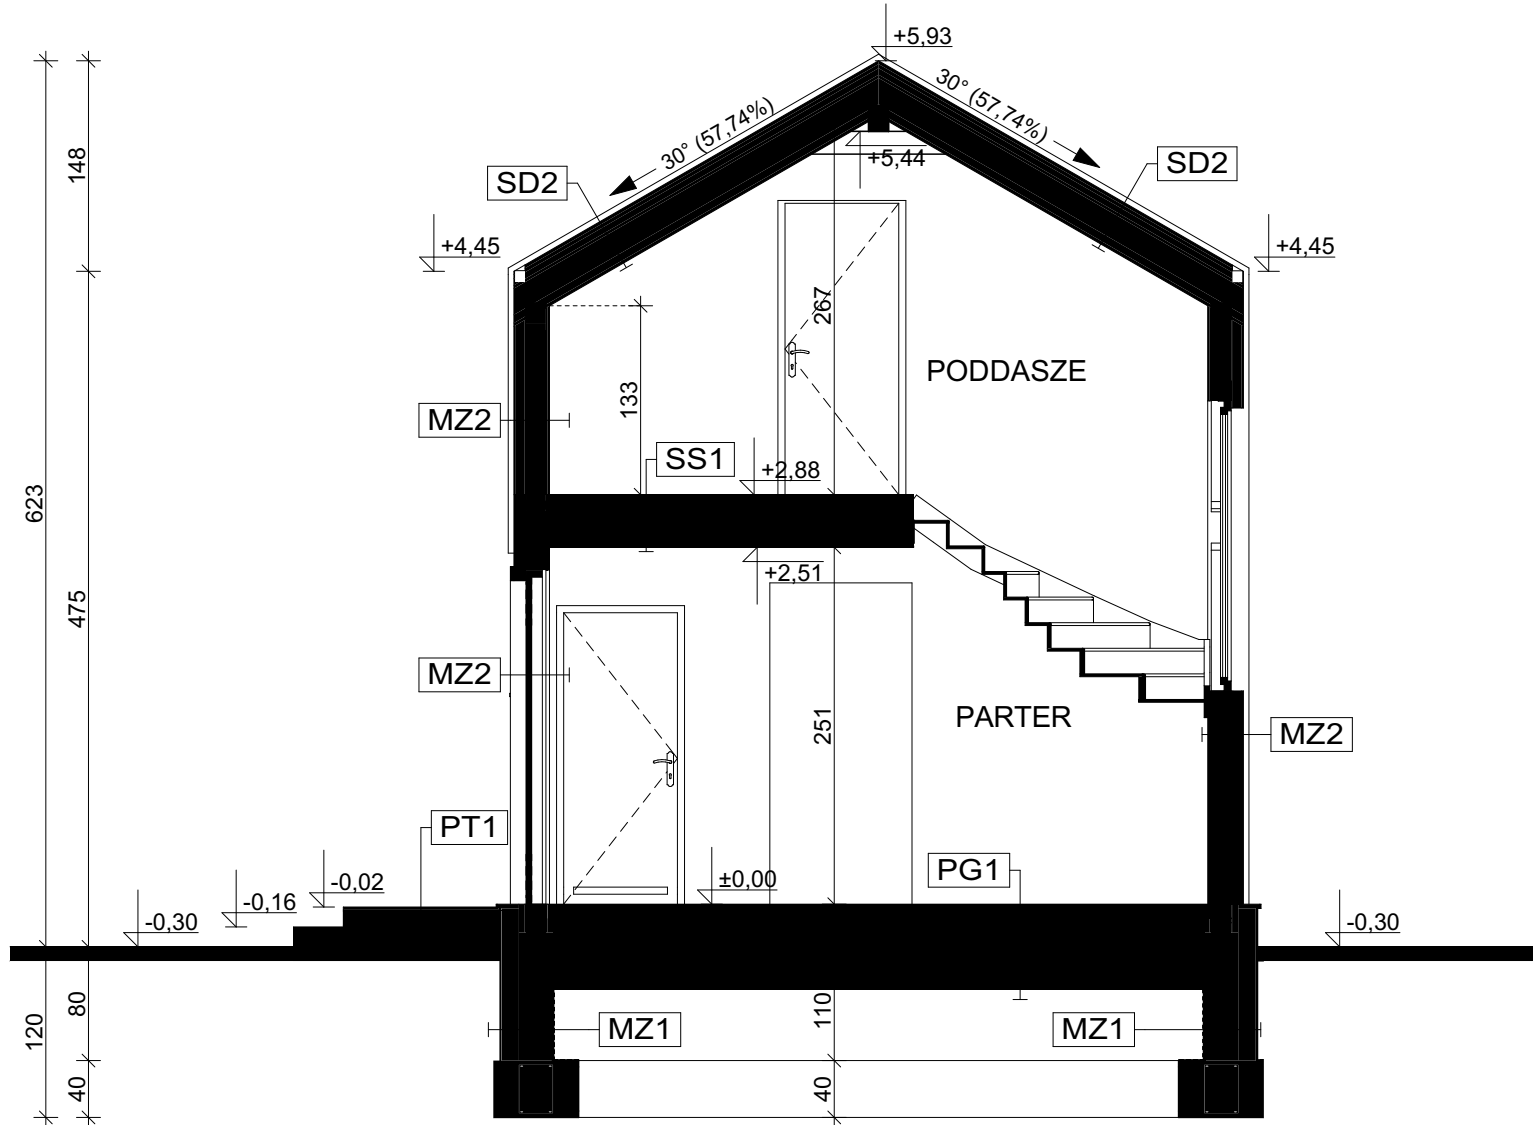 +5,93
30° (57,74%)
30° (57,74%)
148
+5,44
SD2
SD2
+4,45
+4,45
267
PODDASZE
133
MZ2
SS1
+2,88
623
+2,51
475
MZ2
PARTER
251
MZ2
PT1
PG1
±0,00
-0,02
-0,16
-0,30
-0,30
80
110
120
MZ1
MZ1
40
40